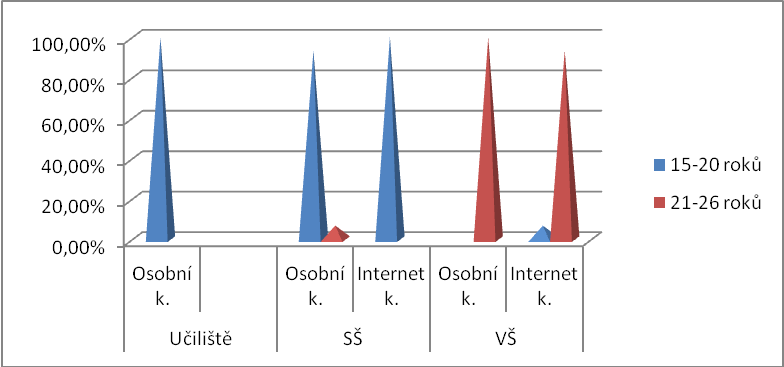 100,00%
80,00%
60,00%
40,00%
20,00%
0,00%
Osobní k.
Osobní k.
Internet k.
Osobní k.
Internet k.
Učiliště
SŠ
VŠ
15-20 roků
21-26 roků